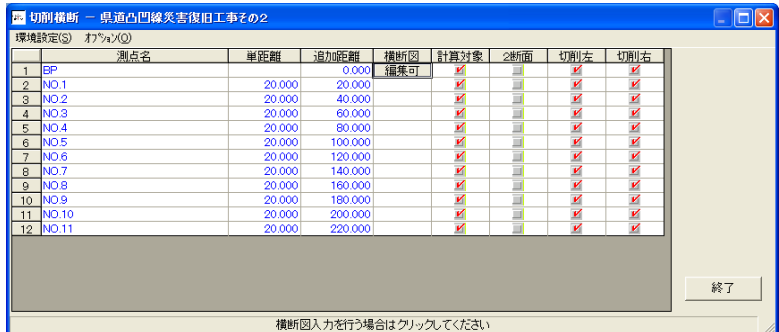 切削横断 － 県道凸凹線災害復旧工事その2
環境設定(S) ｵﾌﾟｼｮﾝ(O)
測点名 単距離 追加距離 横断図 計算対象 2断面 切削左 切削右
1 BP 0.000 編集可
2 NO.1 20.000 20.000
3 NO.2 20.000 40.000
4 NO.3 20.000 60.000
5 NO.4 20.000 80.000
6 NO.5 20.000 100.000
7 NO.6 20.000 120.000
8 NO.7 20.000 140.000
9 NO.8 20.000 160.000
10 NO.9 20.000 180.000
11 NO.10 20.000 200.000
12 NO.11 20.000 220.000
終了
横断図入力を行う場合はクリックしてください